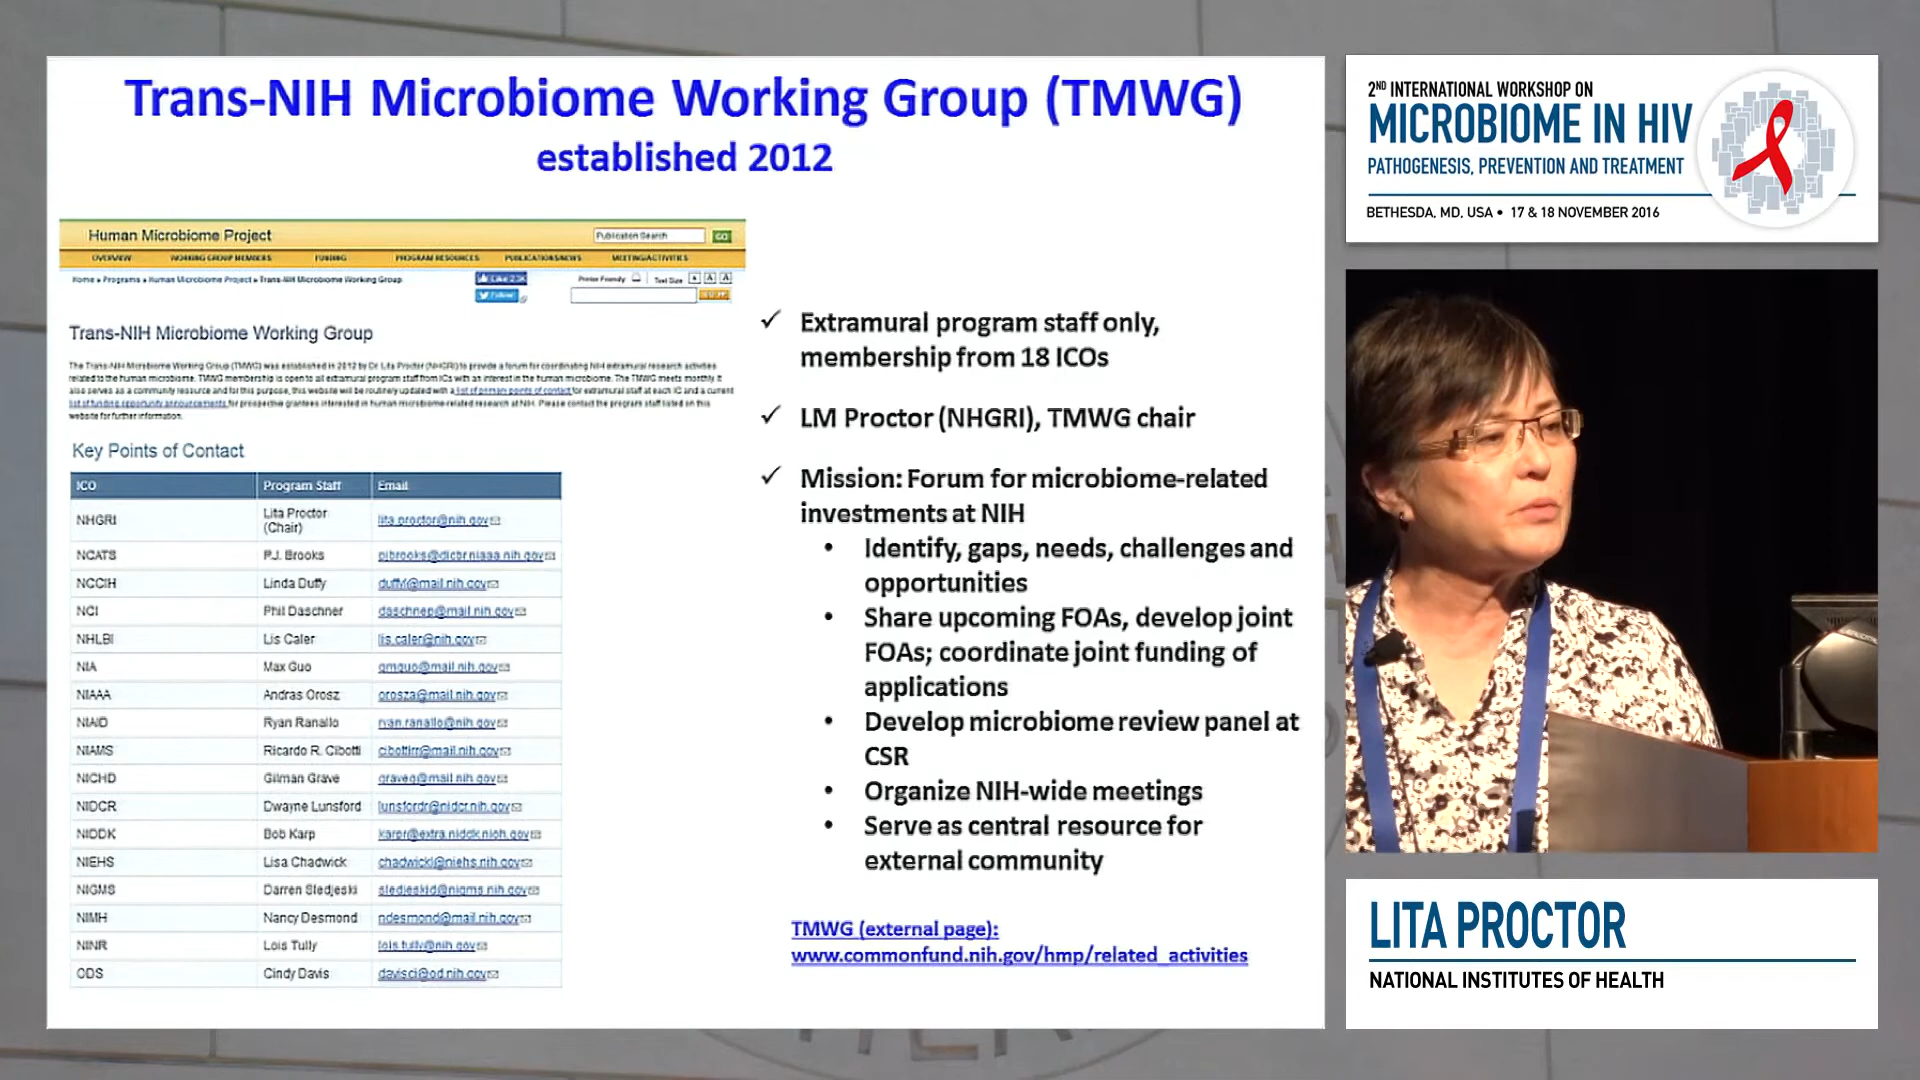 Trans-NIH Microbiome Working Group (TMWG)
established 2012
Human Microbiome Project
Publication Search
GO
OVERVIEW
WORKING GROUP MEMBERS
FUNDING
PROGRAM RESOURCES
PUBLICATIONS/NEWS
MEETINGS/ACTIVITIES
Home » Programs » Human Microbiome Project » Trans-NIH Microbiome Working Group
Like
Follow
Printer Friendly
Text Size
A A A
Trans-NIH Microbiome Working Group
The Trans-NIH Microbiome Working Group (TMWG) was established in 2012 by Dr. Lita Proctor (NHGRI) to provide a forum for coordinating NIH extramural research activities
related to the human microbiome. TMWG membership is open to all extramural program staff from ICs with an interest in the human microbiome. The TMWG meets monthly. It
also serves as a community resource and for this purpose, this website will be routinely updated with a list of primary points of contact for extramural staff at each IC and a current
list of funding opportunity announcements for prospective grantees interested in human microbiome-related research at NIH. Please contact the program staff listed on this
website for further information.
Key Points of Contact
ICO Program Staff Email
NHGRI Lita Proctor (Chair) lita.proctor@nih.gov
NCATS P.J. Brooks pjbrooks@dicbr.niaaa.nih.gov
NCCIH Linda Duffy duffyl@mail.nih.gov
NCI Phil Daschner daschnep@mail.nih.gov
NHLBI Lis Caler lis.caler@nih.gov
NIA Max Guo qmguo@mail.nih.gov
NIAAA Andras Orosz orosza@mail.nih.gov
NIAID Ryan Ranallo ryan.ranallo@nih.gov
NIAMS Ricardo R. Cibotti cibottirr@mail.nih.gov
NICHD Gilman Grave graveg@mail.nih.gov
NIDCR Dwayne Lunsford lunsfordr@nidcr.nih.gov
NIDDK Bob Karp
NIEHS Lisa Chadwick chadwickl@niehs.nih.gov
NIGMS Darren Sledjeski sledjeskid@nigms.nih.gov
NIMH Nancy Desmond ndesmond@mail.nih.gov
NINR Lois Tully lois.tully@nih.gov
ODS Cindy Davis davisci@od.nih.gov
✓ Extramural program staff only,
membership from 18 ICOs
✓ LM Proctor (NHGRI), TMWG chair
✓ Mission: Forum for microbiome-related
investments at NIH
• Identify, gaps, needs, challenges and
opportunities
• Share upcoming FOAs, develop joint
FOAs; coordinate joint funding of
applications
• Develop microbiome review panel at
CSR
• Organize NIH-wide meetings
• Serve as central resource for
external community
TMWG (external page):
www.commonfund.nih.gov/hmp/related_activities
2ND INTERNATIONAL WORKSHOP ON
MICROBIOME IN HIV
PATHOGENESIS, PREVENTION AND TREATMENT
BETHESDA, MD, USA • 17 & 18 NOVEMBER 2016
LITA PROCTOR
NATIONAL INSTITUTES OF HEALTH